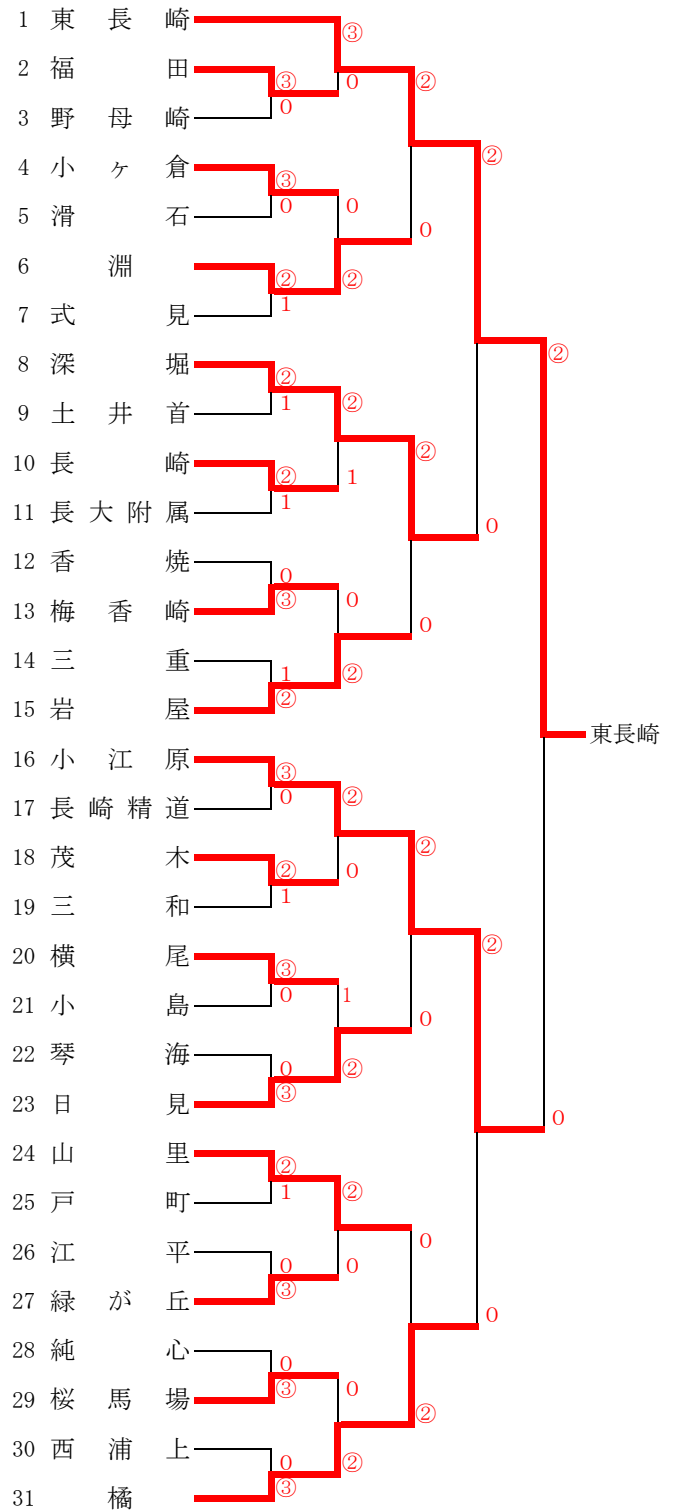 1 東長崎
③
2 福田
③
0
②
0
3 野母崎
②
4 小ヶ倉
③
0
0
5 滑石
0
6 淵
②
②
1
7 式見
②
8 深堀
②
②
1
9 土井首
②
10 長崎
②
1
1
11 長大附属
0
12 香焼
0
13 梅香崎
③
0
0
14 三重
1
②
15 岩屋
②
東長崎
16 小江原
③
②
0
17 長崎精道
②
18 茂木
②
0
1
19 三和
②
20 横尾
③
0
1
21 小島
0
22 琴海
0
②
23 日見
③
0
24 山里
②
②
1
25 戸町
0
26 江平
0
0
27 緑が丘
③
0
28 純心
0
29 桜馬場
③
0
②
30 西浦上
0
②
31 橘
③